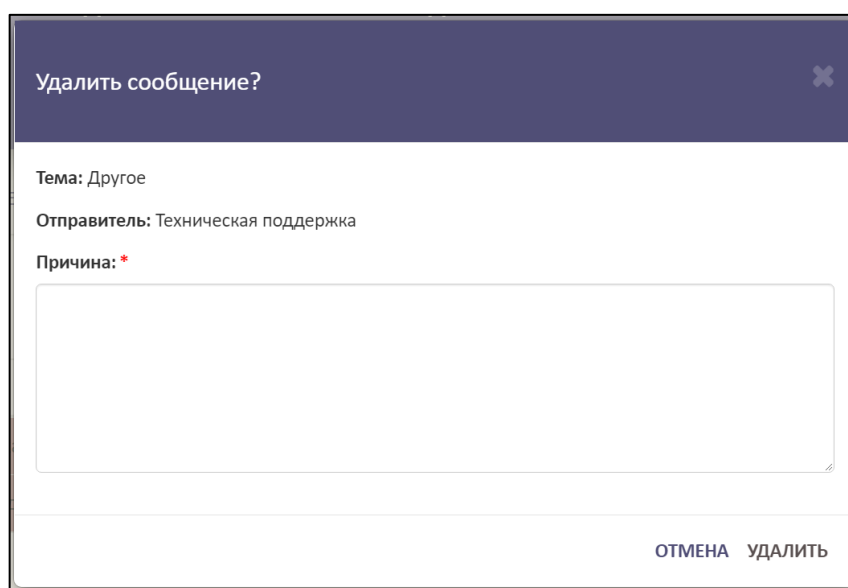 Удалить сообщение?
Тема: Другое
Отправитель: Техническая поддержка
Причина: *
ОТМЕНА УДАЛИТЬ